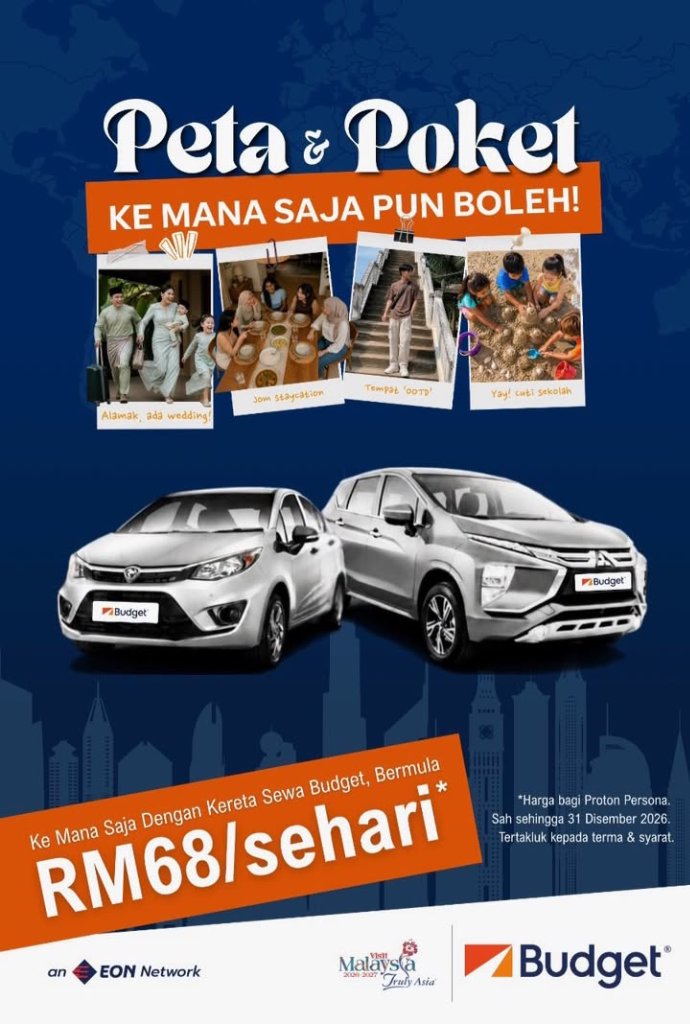 Peta & Poket
KE MANA SAJA PUN BOLEH!
Alamak, ada wedding!
Jom staycation
Tempat 'OOTD'
Yay! cuti sekolah
Budget
Budget
Ke Mana Saja Dengan Kereta Sewa Budget, Bermula
RM68/sehari*
*Harga bagi Proton Persona.
Sah sehingga 31 Disember 2026.
Tertakluk kepada terma & syarat.
an EON Network
Visit
Malaysia
2026-2027
Truly Asia
Budget®